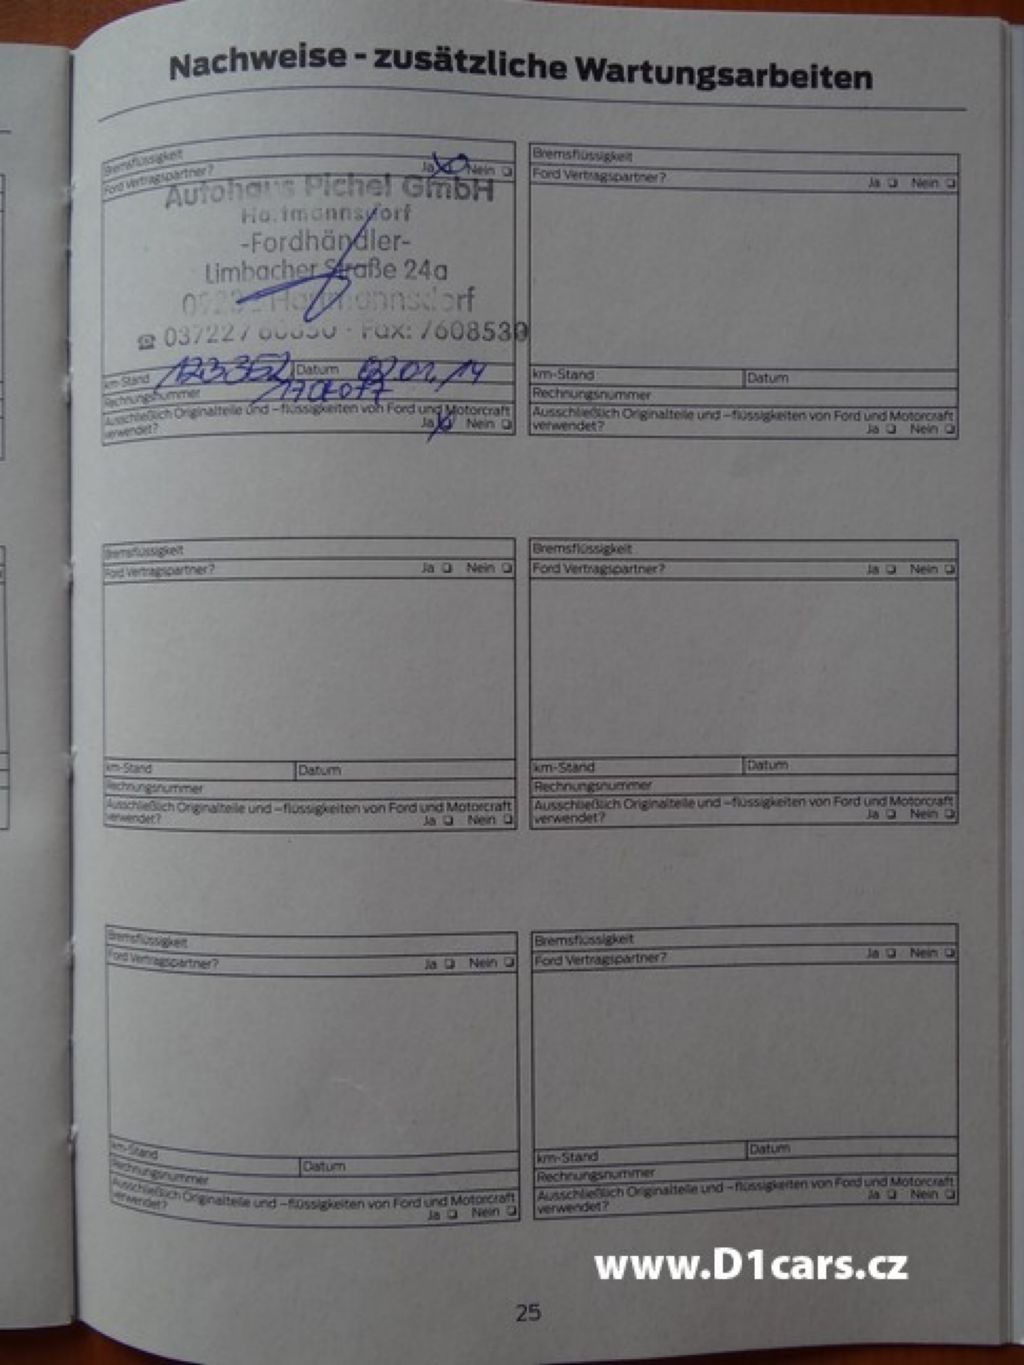 Nachweise - zusätzliche Wartungsarbeiten
Bremsflüssigkeit
Ford Vertragspartner? Ja Nein
Autohaus Pichel GmbH
Hartmannsdorf
-Fordhändler-
Limbacher Straße 24a
Hartmannsdorf
Fax: 7608539
km-Stand 123352 Datum
Rechnungsnummer
Ausschließlich Originalteile und -flüssigkeiten von Ford und Motorcraft
verwendet? Ja Nein
Bremsflüssigkeit
Ford Vertragspartner? Ja Nein
km-Stand Datum
Rechnungsnummer
Ausschließlich Originalteile und -flüssigkeiten von Ford und Motorcraft
verwendet? Ja Nein
Bremsflüssigkeit
Ford Vertragspartner? Ja Nein
km-Stand Datum
Rechnungsnummer
Ausschließlich Originalteile und -flüssigkeiten von Ford und Motorcraft
verwendet? Ja Nein
Bremsflüssigkeit
Ford Vertragspartner? Ja Nein
km-Stand Datum
Rechnungsnummer
Ausschließlich Originalteile und -flüssigkeiten von Ford und Motorcraft
verwendet? Ja Nein
Bremsflüssigkeit
Ford Vertragspartner? Ja Nein
km-Stand Datum
Rechnungsnummer
Ausschließlich Originalteile und -flüssigkeiten von Ford und Motorcraft
verwendet? Ja Nein
Bremsflüssigkeit
Ford Vertragspartner? Ja Nein
km-Stand Datum
Rechnungsnummer
Ausschließlich Originalteile und -flüssigkeiten von Ford und Motorcraft
verwendet? Ja Nein
www.D1cars.cz
25